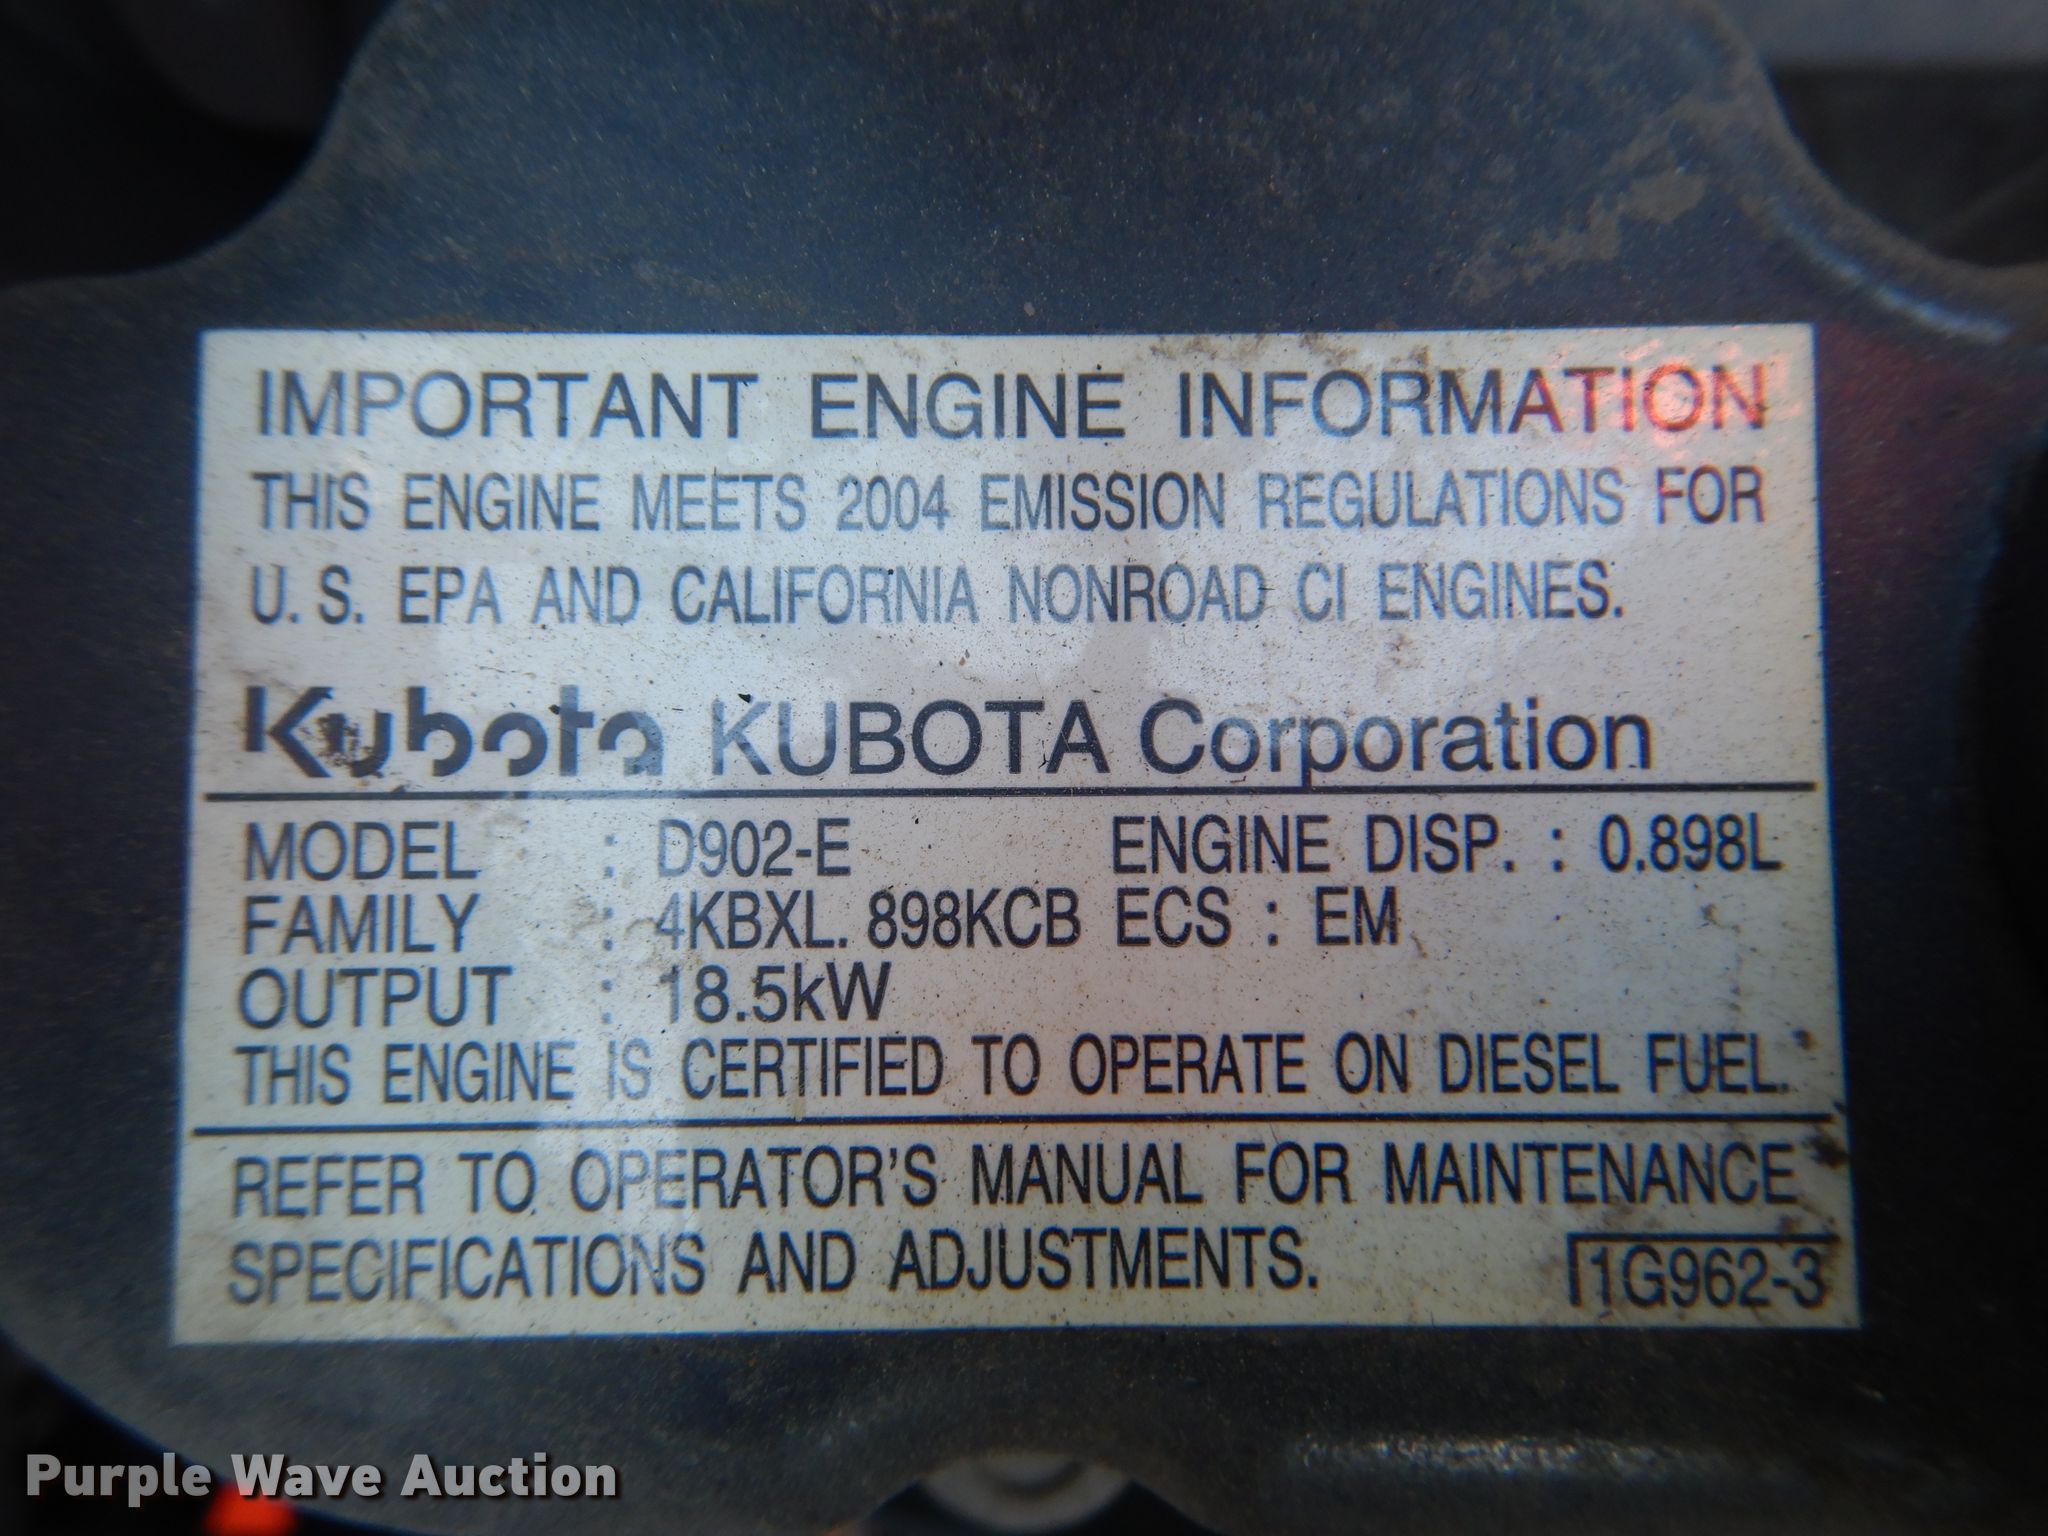 IMPORTANT ENGINE INFORMATION
THIS ENGINE MEETS 2004 EMISSION REGULATIONS FOR
U. S. EPA AND CALIFORNIA NONROAD CI ENGINES.
Kubota KUBOTA Corporation
MODEL : D902-E ENGINE DISP. : 0.898L
FAMILY : 4KBXL. 898KCB ECS : EM
OUTPUT : 18.5kW
THIS ENGINE IS CERTIFIED TO OPERATE ON DIESEL FUEL.
REFER TO OPERATOR'S MANUAL FOR MAINTENANCE
SPECIFICATIONS AND ADJUSTMENTS.
1G962-3
Purple Wave Auction